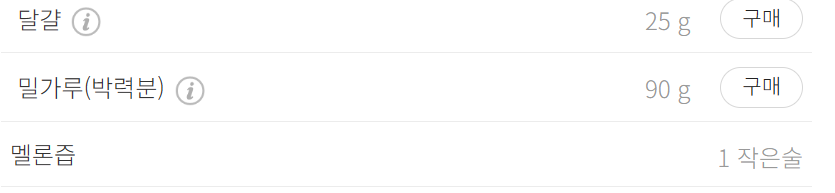 달걀 i 25 g 구매
밀가루(박력분) i 90 g 구매
멜론즙 1 작은술